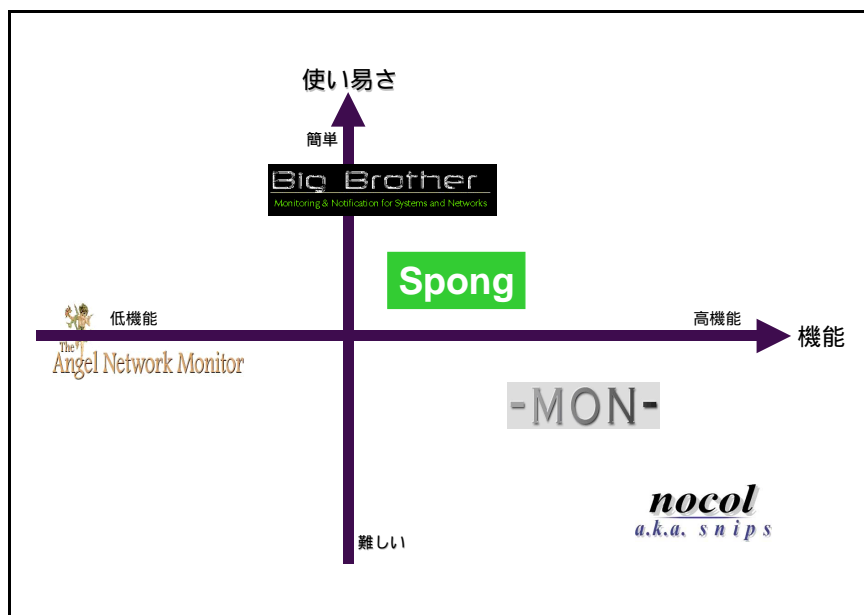 使い易さ
簡単
Big Brother
Monitoring & Notification for Systems and Networks
Spong
低機能
高機能
機能
The
Angel Network Monitor
-MON-
nocol
a.k.a. snips
難しい